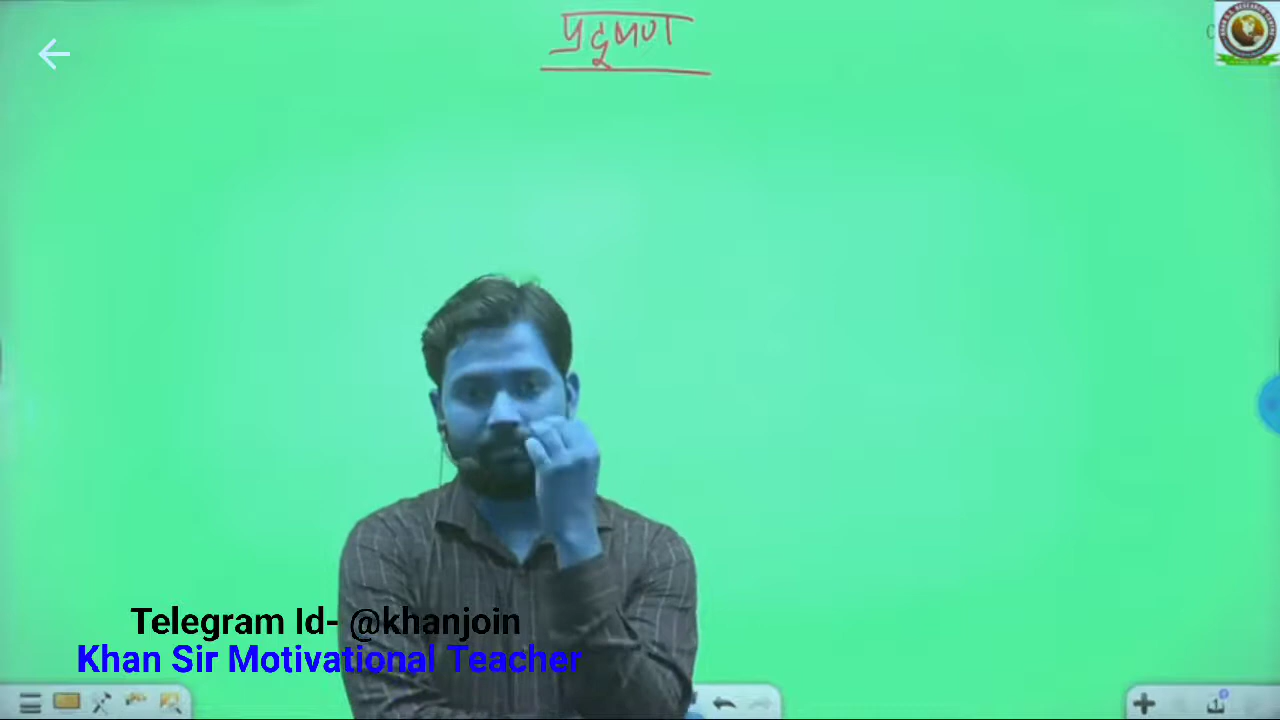 प्रदूषण
Telegram Id- @khanjoin
Khan Sir Motivational Teacher